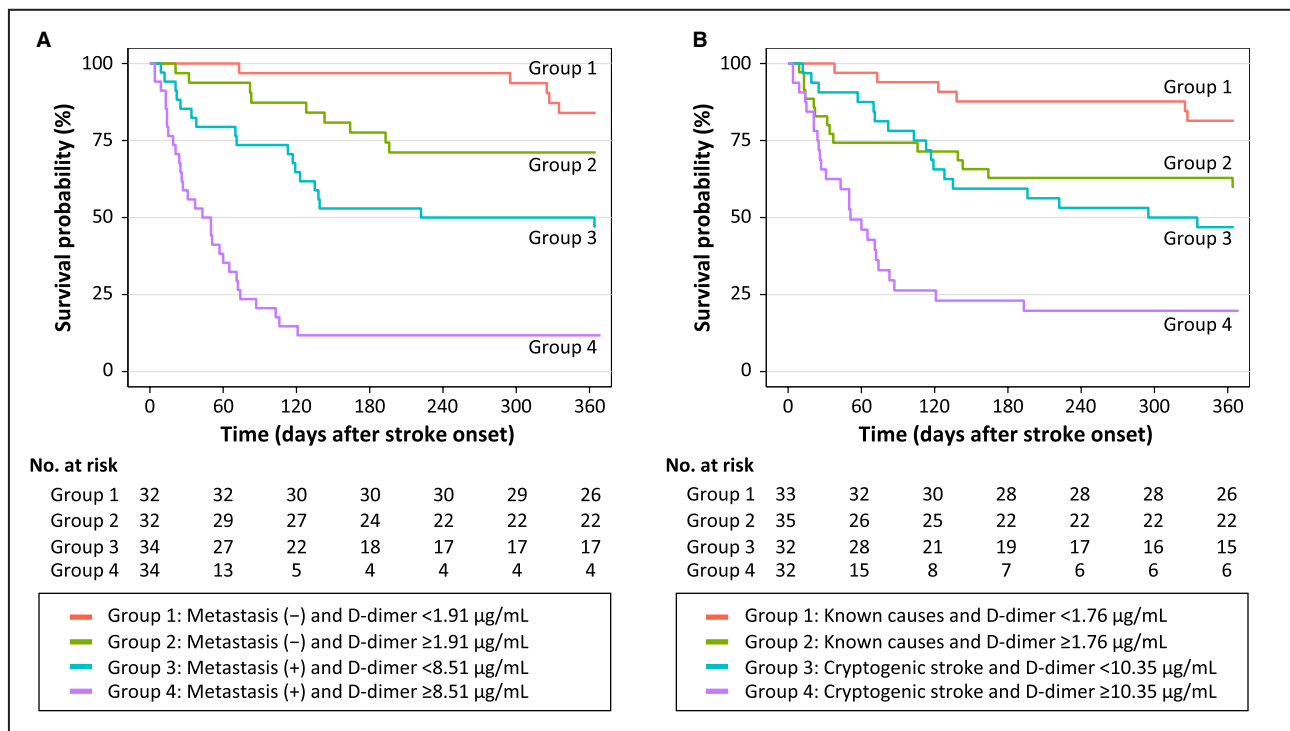 A
100
75
50
25
0
Survival probability (%)
Group 1
Group 2
Group 3
Group 4
0 60 120 180 240 300 360
Time (days after stroke onset)
No. at risk
Group 1 32 32 30 30 30 29 26
Group 2 32 29 27 24 22 22 22
Group 3 34 27 22 18 17 17 17
Group 4 34 13 5 4 4 4 4
Group 1: Metastasis (−) and D-dimer <1.91 μg/mL
Group 2: Metastasis (−) and D-dimer ≥1.91 μg/mL
Group 3: Metastasis (+) and D-dimer <8.51 μg/mL
Group 4: Metastasis (+) and D-dimer ≥8.51 μg/mL
B
100
75
50
25
0
Survival probability (%)
Group 1
Group 2
Group 3
Group 4
0 60 120 180 240 300 360
Time (days after stroke onset)
No. at risk
Group 1 33 32 30 28 28 28 26
Group 2 35 26 25 22 22 22 22
Group 3 32 28 21 19 17 16 15
Group 4 32 15 8 7 6 6 6
Group 1: Known causes and D-dimer <1.76 μg/mL
Group 2: Known causes and D-dimer ≥1.76 μg/mL
Group 3: Cryptogenic stroke and D-dimer <10.35 μg/mL
Group 4: Cryptogenic stroke and D-dimer ≥10.35 μg/mL